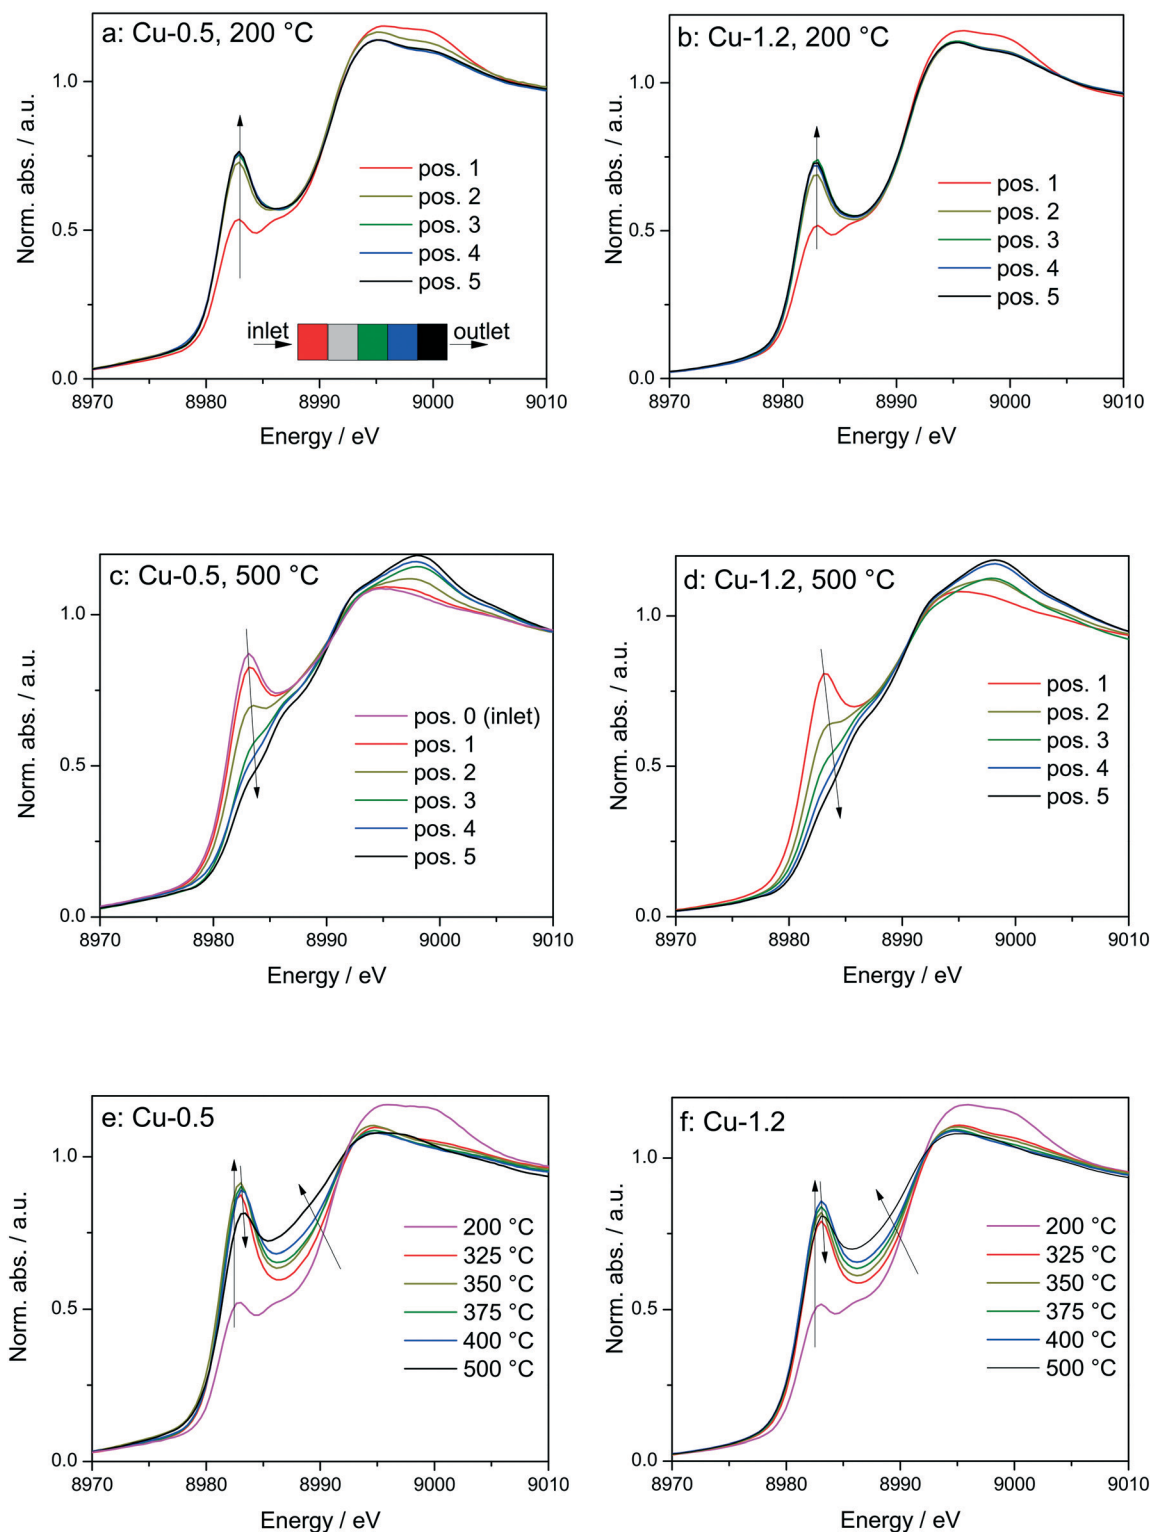 a: Cu-0.5, 200 °C
Norm. abs. / a.u.
1.0
0.5
0.0
pos. 1
pos. 2
pos. 3
pos. 4
pos. 5
inlet
outlet
8970 8980 8990 9000 9010
Energy / eV
b: Cu-1.2, 200 °C
Norm. abs. / a.u.
1.0
0.5
0.0
pos. 1
pos. 2
pos. 3
pos. 4
pos. 5
8970 8980 8990 9000 9010
Energy / eV
c: Cu-0.5, 500 °C
Norm. abs. / a.u.
1.0
0.5
0.0
pos. 0 (inlet)
pos. 1
pos. 2
pos. 3
pos. 4
pos. 5
8970 8980 8990 9000 9010
Energy / eV
d: Cu-1.2, 500 °C
Norm. abs. / a.u.
1.0
0.5
0.0
pos. 1
pos. 2
pos. 3
pos. 4
pos. 5
8970 8980 8990 9000 9010
Energy / eV
e: Cu-0.5
Norm. abs. / a.u.
1.0
0.5
0.0
200 °C
325 °C
350 °C
375 °C
400 °C
500 °C
8970 8980 8990 9000 9010
Energy / eV
f: Cu-1.2
Norm. abs. / a.u.
1.0
0.5
0.0
200 °C
325 °C
350 °C
375 °C
400 °C
500 °C
8970 8980 8990 9000 9010
Energy / eV